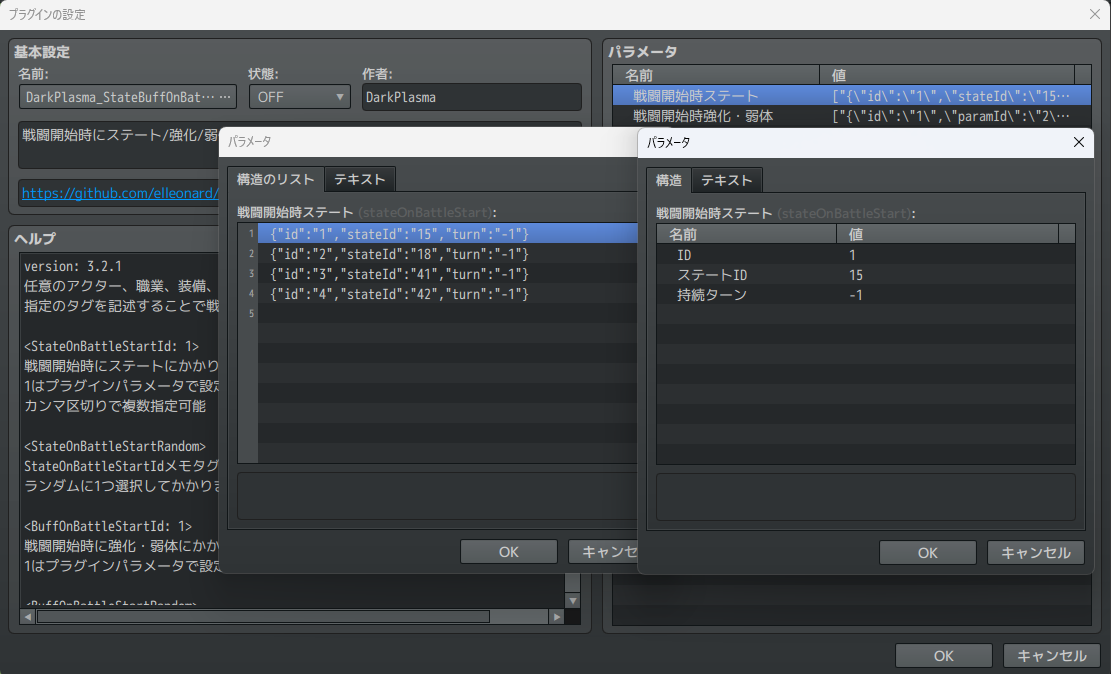 プラグインの設定
基本設定
名前:
状態:
作者:
DarkPlasma_StateBuffOnBat… …
OFF
DarkPlasma
戦闘開始時にステート/強化/弱
https://github.com/elleonard/
ヘルプ
version: 3.2.1
任意のアクター、職業、装備、
指定のタグを記述することで戦
<StateOnBattleStartId: 1>
戦闘開始時にステートにかかり
1はプラグインパラメータで設定
カンマ区切りで複数指定可能
<StateOnBattleStartRandom>
StateOnBattleStartIdメモタグ
ランダムに1つ選択してかかりま
<BuffOnBattleStartId: 1>
戦闘開始時に強化・弱体にかか
1はプラグインパラメータで設定
<BuffOnBattleStartRandom>
パラメータ
名前
値
戦闘開始時ステート
["{\"id\":\"1\",\"stateId\":\"15…
戦闘開始時強化・弱体
["{\"id\":\"1\",\"paramId\":\"2\…
パラメータ
構造のリスト
テキスト
戦闘開始時ステート (stateOnBattleStart):
1 {"id":"1","stateId":"15","turn":"-1"}
2 {"id":"2","stateId":"18","turn":"-1"}
3 {"id":"3","stateId":"41","turn":"-1"}
4 {"id":"4","stateId":"42","turn":"-1"}
5
OK
キャンセ
パラメータ
構造
テキスト
戦闘開始時ステート (stateOnBattleStart):
名前
値
ID
1
ステートID
15
持続ターン
-1
OK
キャンセル
OK
キャンセル